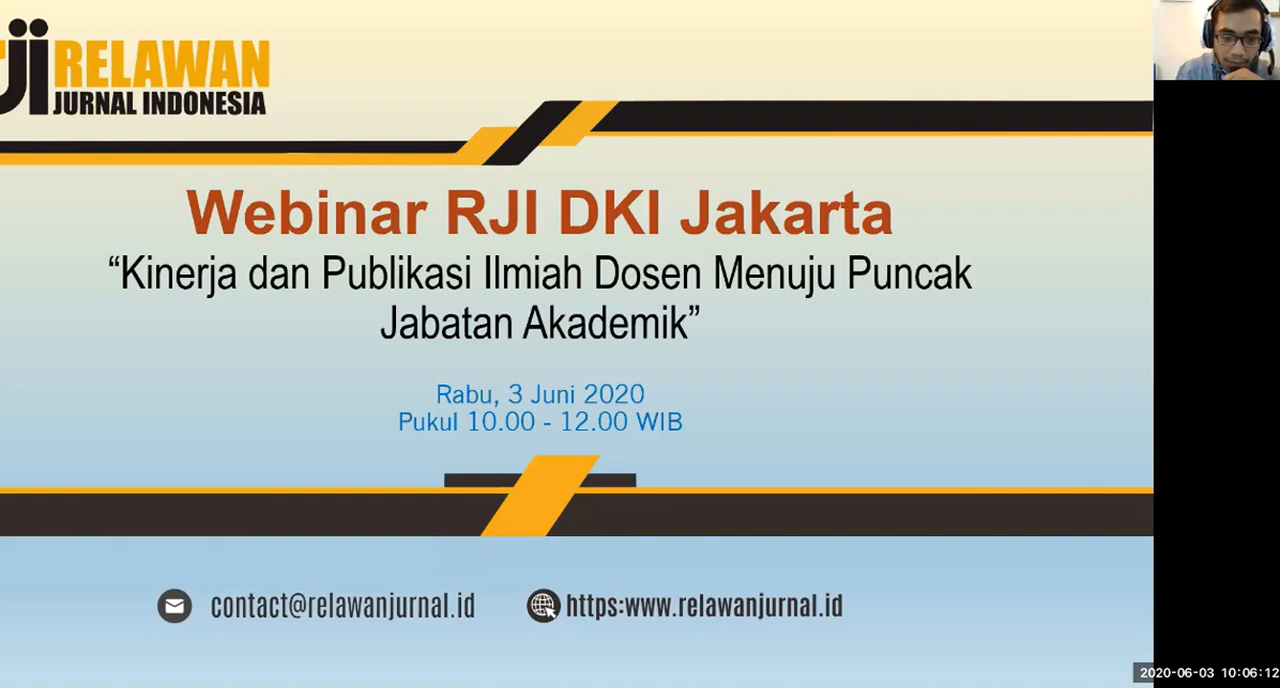 rji RELAWAN
JURNAL INDONESIA
Webinar RJI DKI Jakarta
“Kinerja dan Publikasi Ilmiah Dosen Menuju Puncak
Jabatan Akademik”
Rabu, 3 Juni 2020
Pukul 10.00 - 12.00 WIB
contact@relawanjurnal.id
https:www.relawanjurnal.id
2020-06-03 10:06:12